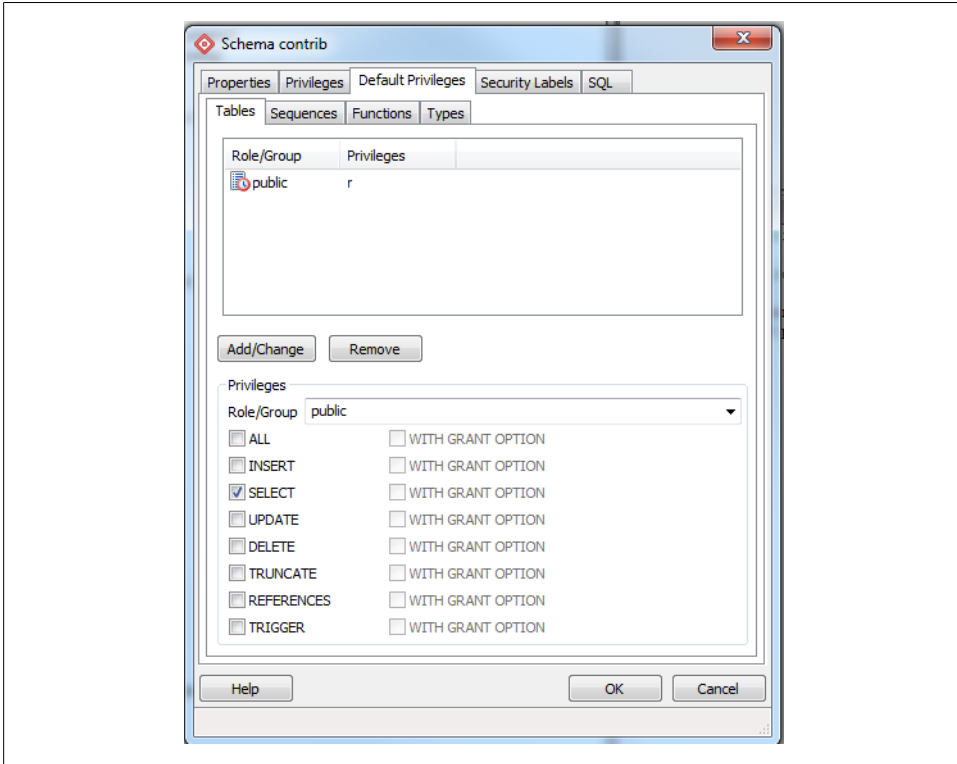 Schema contrib
Properties Privileges Default Privileges Security Labels SQL
Tables Sequences Functions Types
Role/Group Privileges
public r
Add/Change Remove
Privileges
Role/Group public
ALL WITH GRANT OPTION
INSERT WITH GRANT OPTION
SELECT WITH GRANT OPTION
UPDATE WITH GRANT OPTION
DELETE WITH GRANT OPTION
TRUNCATE WITH GRANT OPTION
REFERENCES WITH GRANT OPTION
TRIGGER WITH GRANT OPTION
Help OK Cancel